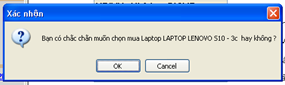 Xác nhận
Bạn có chắc chắn muốn chọn mua Laptop LAPTOP LENOVO S10 - 3c hay không ?
OK
Cancel